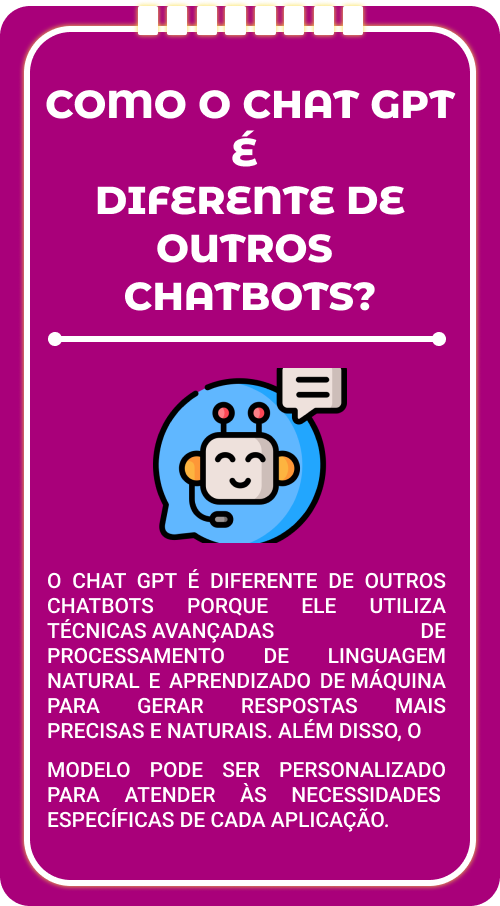 COMO O CHAT GPT
É
DIFERENTE DE
OUTROS
CHATBOTS?
O CHAT GPT É DIFERENTE DE OUTROS
CHATBOTS PORQUE ELE UTILIZA
TÉCNICAS AVANÇADAS DE
PROCESSAMENTO DE LINGUAGEM
NATURAL E APRENDIZADO DE MÁQUINA
PARA GERAR RESPOSTAS MAIS
PRECISAS E NATURAIS. ALÉM DISSO, O
MODELO PODE SER PERSONALIZADO
PARA ATENDER ÀS NECESSIDADES
ESPECÍFICAS DE CADA APLICAÇÃO.